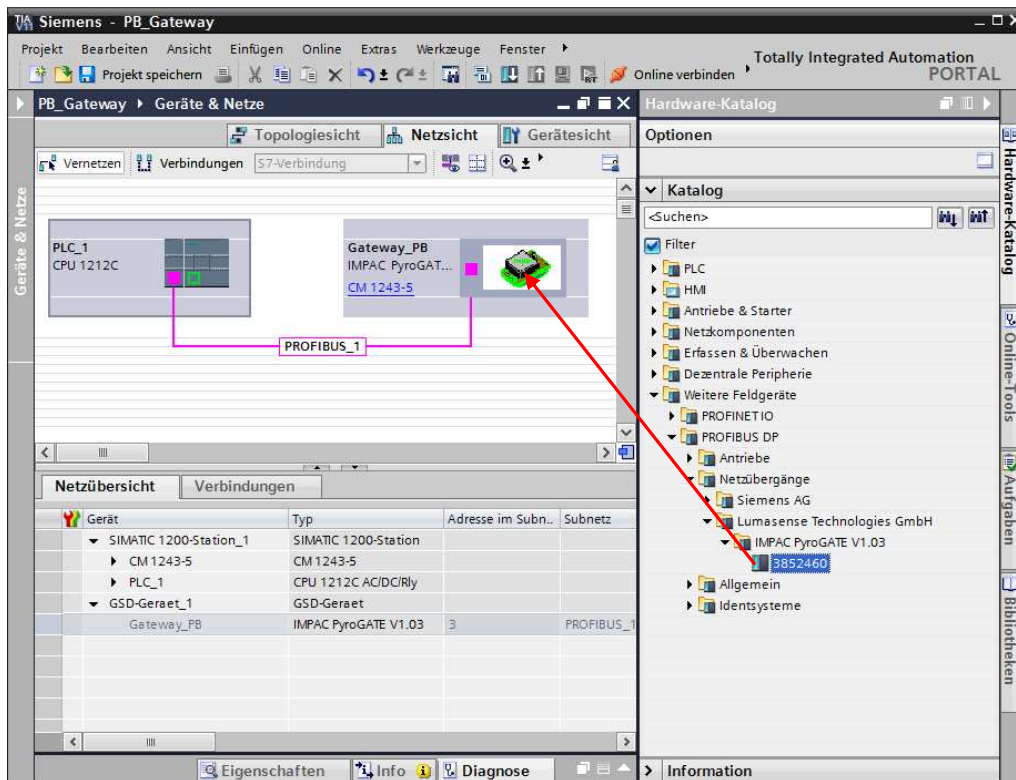 Siemens - PB_Gateway
Projekt Bearbeiten Ansicht Einfügen Online Extras Werkzeuge Fenster
Totally Integrated Automation
PORTAL
Projekt speichern
Online verbinden
PB_Gateway Geräte & Netze
Hardware-Katalog
Topologiesicht Netzsicht Gerätesicht
Optionen
Vernetzen Verbindungen S7-Verbindung
Katalog
<Suchen>
Filter
Geräte & Netze
PLC_1
CPU 1212C
Gateway_PB
IMPAC PyroGAT...
CM 1243-5
PROFIBUS_1
PLC
HMI
Antriebe & Starter
Netzkomponenten
Erfassen & Überwachen
Dezentrale Peripherie
Weitere Feldgeräte
PROFINET IO
PROFIBUS DP
Antriebe
Netzübergänge
Siemens AG
Lumasense Technologies GmbH
IMPAC PyroGATE V1.03
3852460
Allgemein
Identsysteme
Netzübersicht Verbindungen
Gerät Typ Adresse im Subn.. Subnetz
SIMATIC 1200-Station_1 SIMATIC 1200-Station
CM 1243-5 CM 1243-5
PLC_1 CPU 1212C AC/DC/Rly
GSD-Geraet_1 GSD-Geraet
Gateway_PB IMPAC PyroGATE V1.03 3 PROFIBUS_1
Eigenschaften Info Diagnose
Information
Hardware-Katalog
Online-Tools
Aufgaben
Bibliotheken